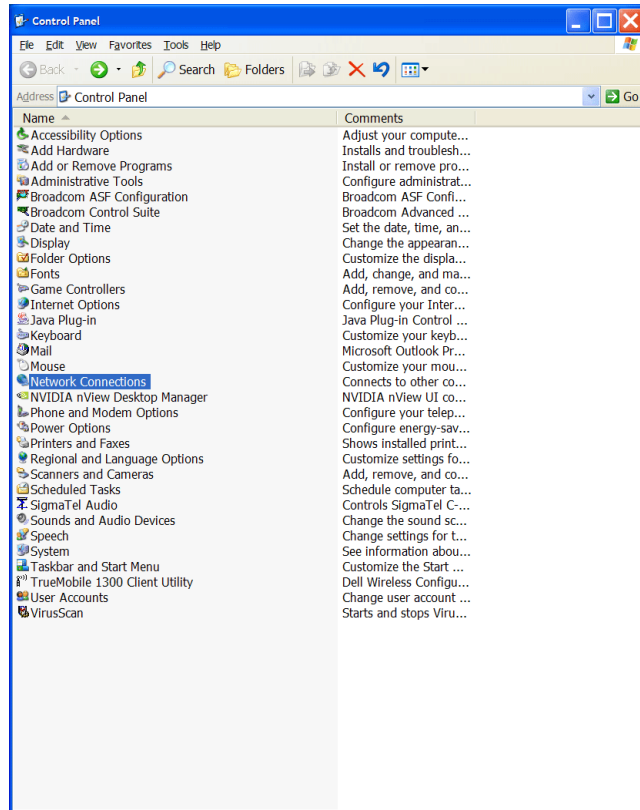 Control Panel
File Edit View Favorites Tools Help
Back Search Folders
Address Control Panel Go
Name Comments
Accessibility Options Adjust your compute...
Add Hardware Installs and troublesh...
Add or Remove Programs Install or remove pro...
Administrative Tools Configure administrat...
Broadcom ASF Configuration Broadcom ASF Confi...
Broadcom Control Suite Broadcom Advanced ...
Date and Time Set the date, time, an...
Display Change the appearan...
Folder Options Customize the displa...
Fonts Add, change, and ma...
Game Controllers Add, remove, and co...
Internet Options Configure your Inter...
Java Plug-in Java Plug-in Control ...
Keyboard Customize your keyb...
Mail Microsoft Outlook Pr...
Mouse Customize your mou...
Network Connections Connects to other co...
NVIDIA nView Desktop Manager NVIDIA nView UI co...
Phone and Modem Options Configure your telep...
Power Options Configure energy-sav...
Printers and Faxes Shows installed print...
Regional and Language Options Customize settings fo...
Scanners and Cameras Add, remove, and co...
Scheduled Tasks Schedule computer ta...
SigmaTel Audio Controls SigmaTel C-...
Sounds and Audio Devices Change the sound sc...
Speech Change settings for t...
System See information abou...
Taskbar and Start Menu Customize the Start ...
TrueMobile 1300 Client Utility Dell Wireless Configu...
User Accounts Change user account ...
VirusScan Starts and stops Viru...